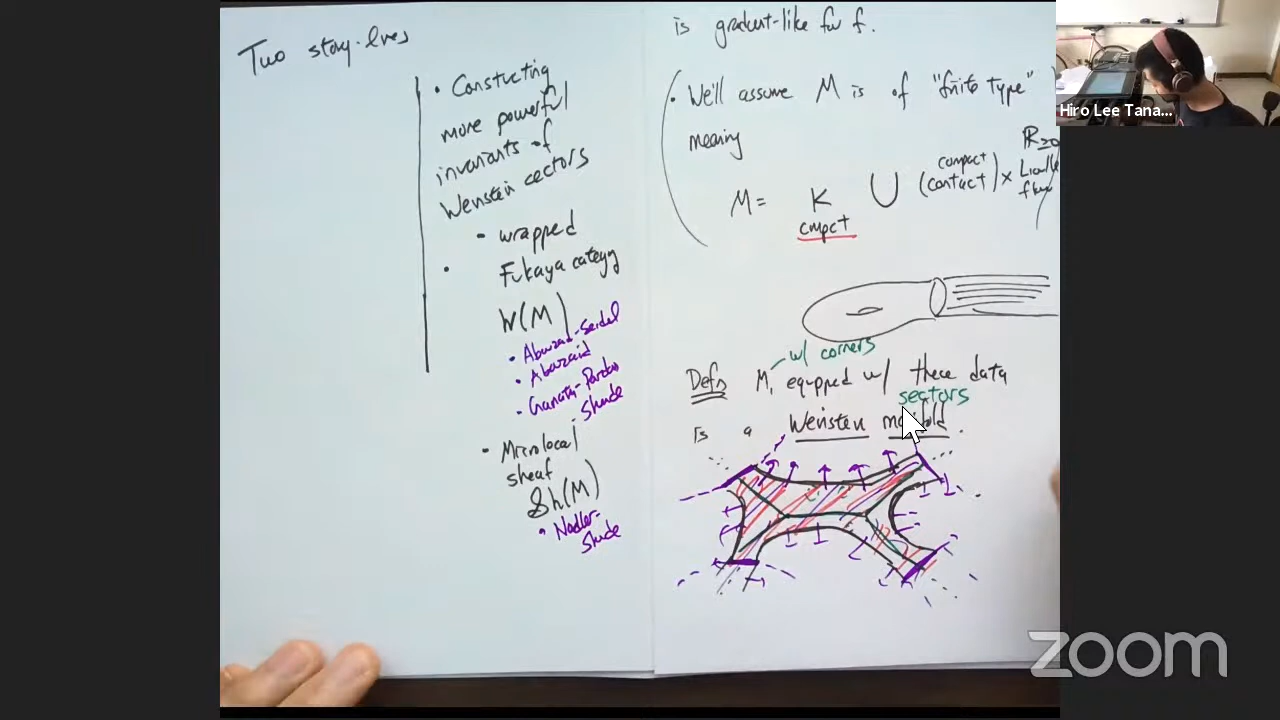 Two story-lines
• Constructing
more powerful
invariants of
Weinstein sectors
• wrapped
Fukaya category
W(M)
• Abouzaid-Seidel
• Abouzaid
• Ganatra-Pardon
Shende
• Microlocal
sheaf
Sh(M)
• Nadler-
Shende
is gradient-like for f.
• We'll assume M is of "finite type"
meaning
M = K ∪ (contact) × Liouville
compact
R≥0
flow
cmpct
w/ corners
Defn M, equipped w/ these data
sectors
is a Weinstein manifold.
Hiro Lee Tana...
zoom